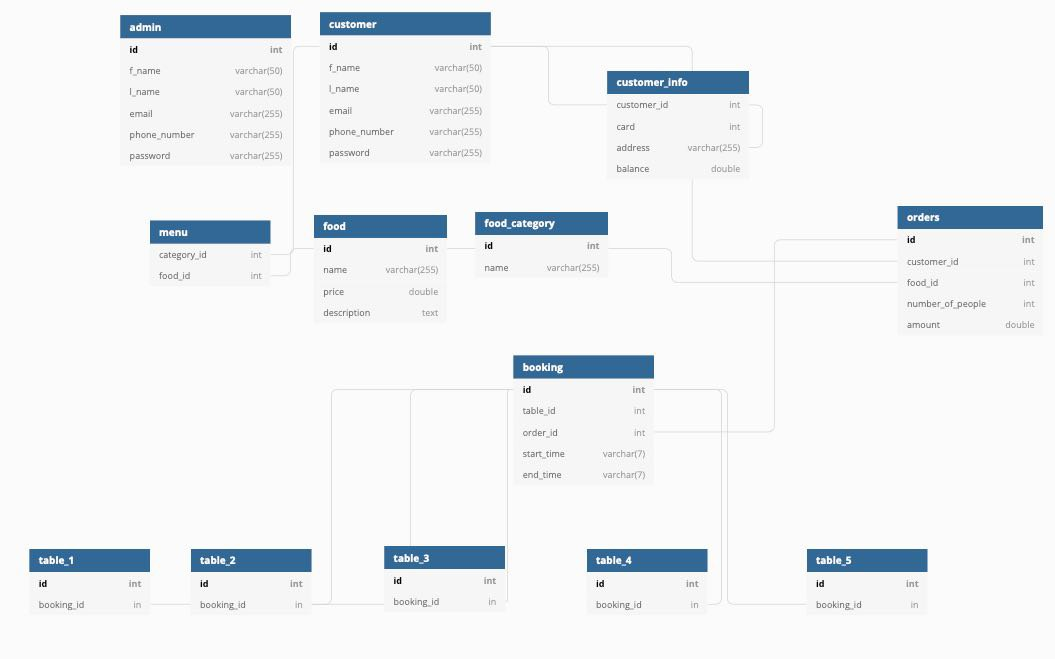 admin
id int
f_name varchar(50)
l_name varchar(50)
email varchar(255)
phone_number varchar(255)
password varchar(255)
customer
id int
f_name varchar(50)
l_name varchar(50)
email varchar(255)
phone_number varchar(255)
password varchar(255)
customer_info
customer_id int
card int
address varchar(255)
balance double
menu
category_id int
food_id int
food
id int
name varchar(255)
price double
description text
food_category
id int
name varchar(255)
orders
id int
customer_id int
food_id int
number_of_people int
amount double
booking
id int
table_id int
order_id int
start_time varchar(7)
end_time varchar(7)
table_1
id int
booking_id in
table_2
id int
booking_id in
table_3
id int
booking_id in
table_4
id int
booking_id in
table_5
id int
booking_id in